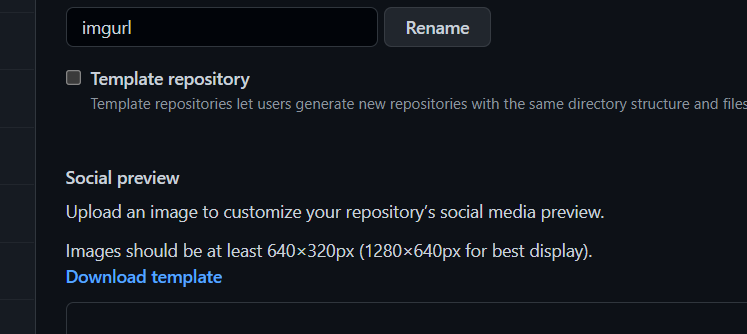 imgurl Rename
Template repository
Template repositories let users generate new repositories with the same directory structure and files
Social preview
Upload an image to customize your repository’s social media preview.
Images should be at least 640×320px (1280×640px for best display).
Download template